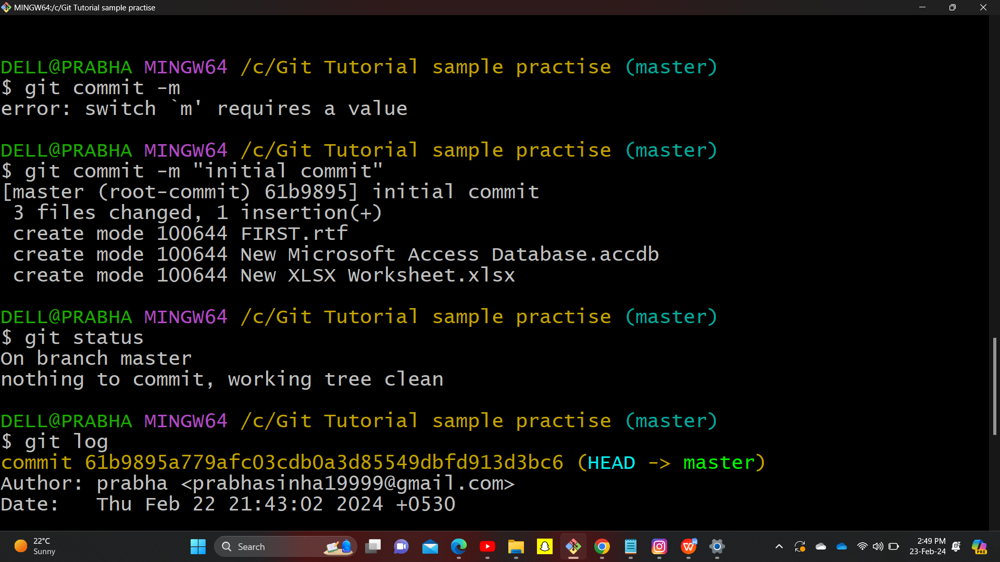 MINGW64:/c/Git Tutorial sample practise
DELL@PRABHA MINGW64 /c/Git Tutorial sample practise (master)
$ git commit -m
error: switch `m' requires a value
DELL@PRABHA MINGW64 /c/Git Tutorial sample practise (master)
$ git commit -m "initial commit"
[master (root-commit) 61b9895] initial commit
 3 files changed, 1 insertion(+)
 create mode 100644 FIRST.rtf
 create mode 100644 New Microsoft Access Database.accdb
 create mode 100644 New XLSX Worksheet.xlsx
DELL@PRABHA MINGW64 /c/Git Tutorial sample practise (master)
$ git status
On branch master
nothing to commit, working tree clean
DELL@PRABHA MINGW64 /c/Git Tutorial sample practise (master)
$ git log
commit 61b9895a779afc03cdb0a3d85549dbfd913d3bc6 (HEAD -> master)
Author: prabha <prabhasinha19999@gmail.com>
Date:   Thu Feb 22 21:43:02 2024 +0530
22°C
Sunny
Search
2:49 PM
23-Feb-24
PRE